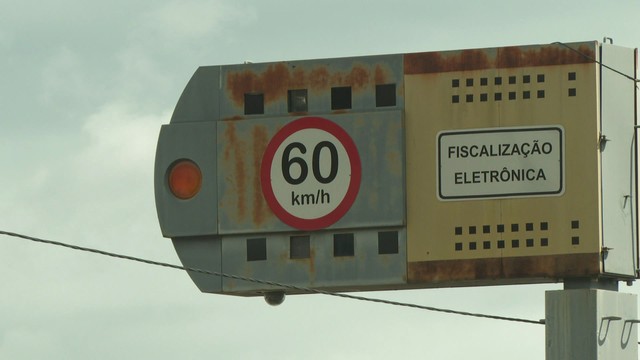 60
km/h
FISCALIZAÇÃO
ELETRÔNICA